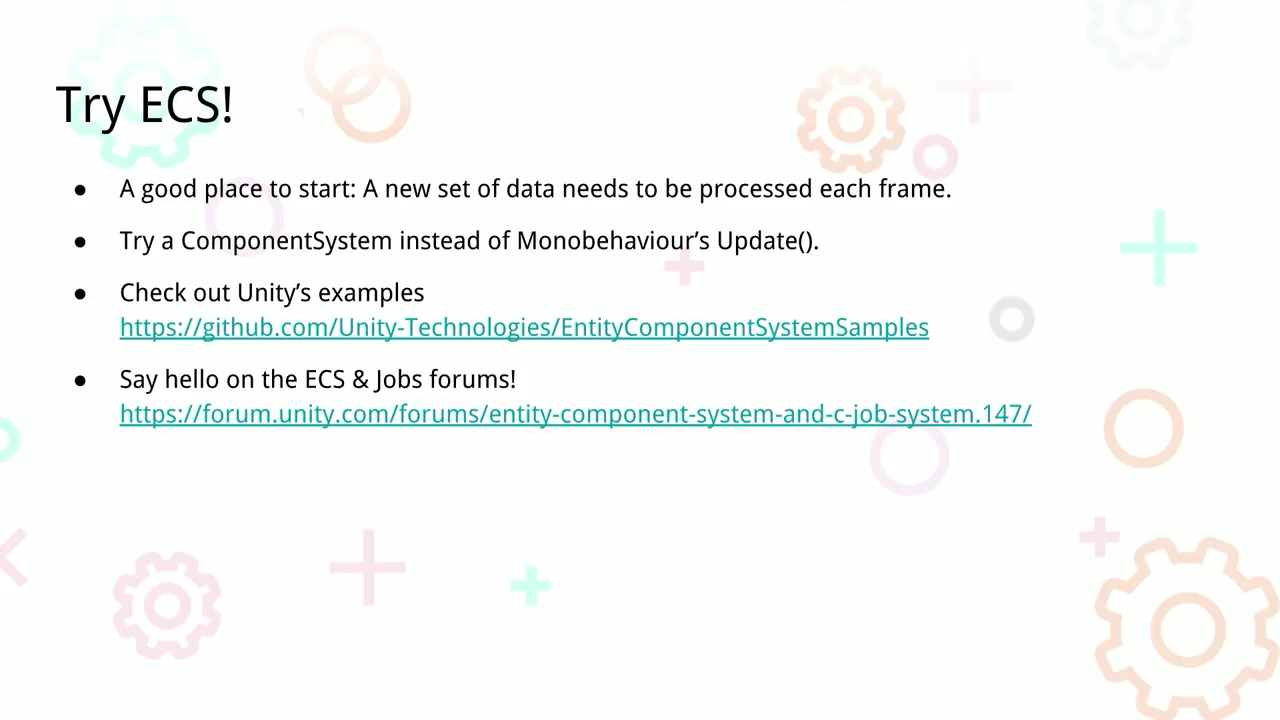 Try ECS!
● A good place to start: A new set of data needs to be processed each frame.
● Try a ComponentSystem instead of Monobehaviour’s Update().
● Check out Unity’s examples
https://github.com/Unity-Technologies/EntityComponentSystemSamples
● Say hello on the ECS & Jobs forums!
https://forum.unity.com/forums/entity-component-system-and-c-job-system.147/